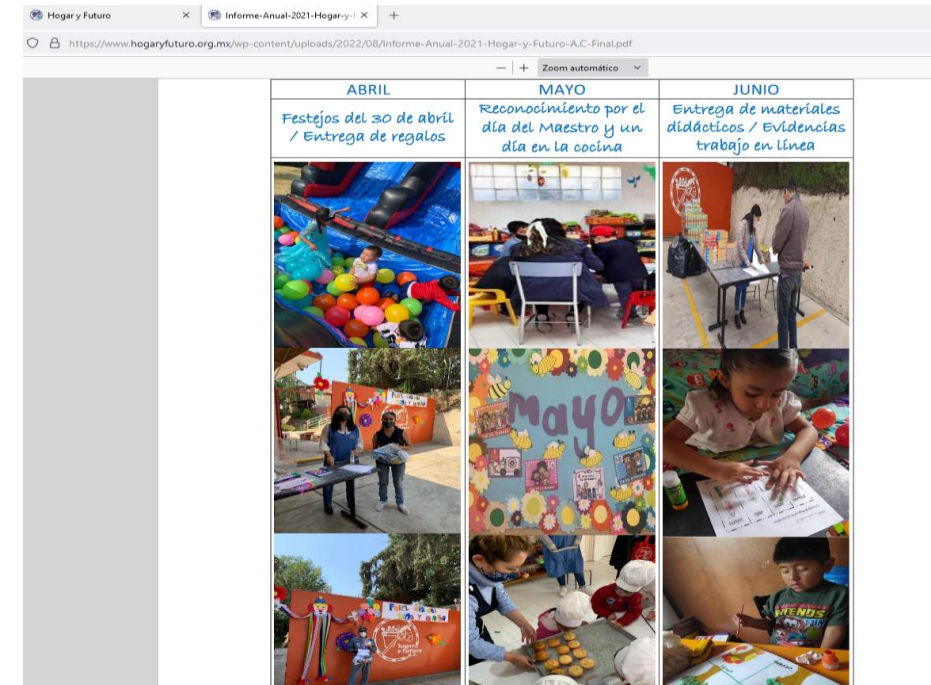 Hogar y Futuro
Informe-Anual-2021-Hogar-y-F
https://www.hogaryfuturo.org.mx/wp-content/uploads/2022/08/Informe-Anual-2021-Hogar-y-Futuro-A.C-Final.pdf
Zoom automático
ABRIL
MAYO
JUNIO
Festejos del 30 de abril
/ Entrega de regalos
Reconocimiento por el
día del Maestro y un
día en la cocina
Entrega de materiales
didácticos / Evidencias
trabajo en línea
mayo
hogar
y Futuro